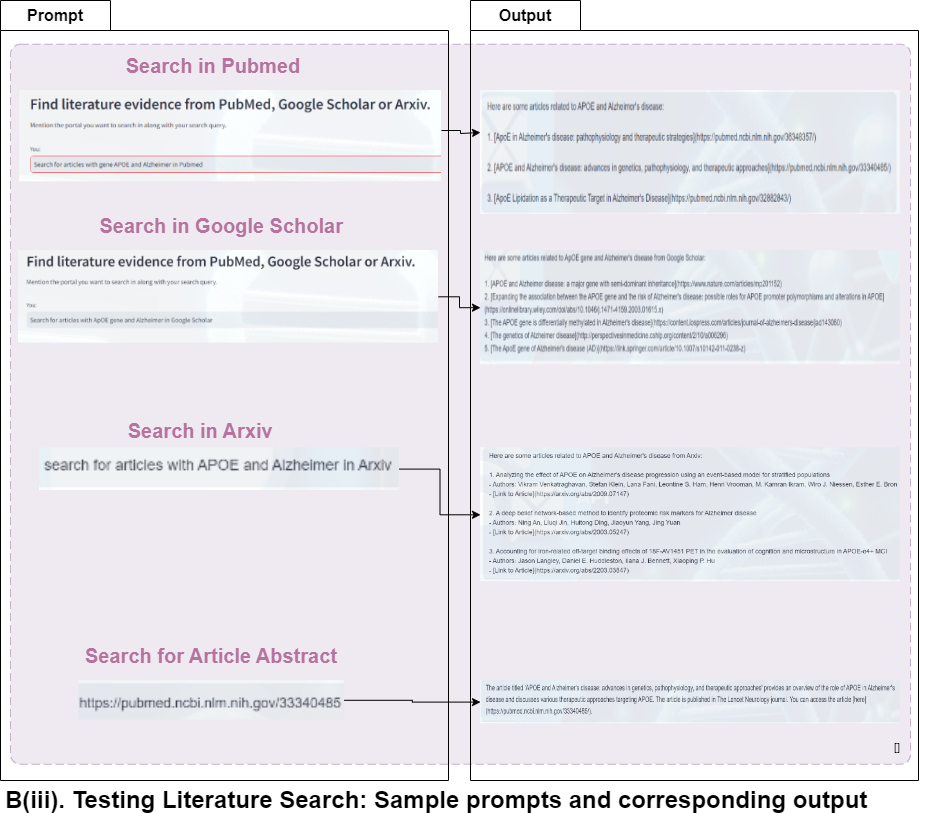 Prompt
Output
Search in Pubmed
Find literature evidence from PubMed, Google Scholar or Arxiv.
Mention the portal you want to search in along with your search query.
You:
Search for articles with gene APOE and Alzheimer in Pubmed
Here are some articles related to APOE and Alzheimer's disease:
1. [ApoE in Alzheimer's disease: pathophysiology and therapeutic strategies](https://pubmed.ncbi.nlm.nih.gov/36348357/)
2. [APOE and Alzheimer's disease: advances in genetics, pathophysiology, and therapeutic approaches](https://pubmed.ncbi.nlm.nih.gov/33340485/)
3. [ApoE Lipidation as a Therapeutic Target in Alzheimer's Disease](https://pubmed.ncbi.nlm.nih.gov/32882843/)
Search in Google Scholar
Find literature evidence from PubMed, Google Scholar or Arxiv.
Mention the portal you want to search in along with your search query.
You:
Search for articles with ApOE gene and Alzheimer in Google Scholar
Here are some articles related to ApOE gene and Alzheimer's disease from Google Scholar:
1. [APOE and Alzheimer disease: a major gene with semi-dominant inheritance](https://www.nature.com/articles/mp201152)
2. [Expanding the association between the APOE gene and the risk of Alzheimer's disease: possible roles for APOE promoter polymorphisms and alterations in APOE]
(https://onlinelibrary.wiley.com/doi/abs/10.1046/j.1471-4159.2003.01615.x)
3. [The APOE gene is differentially methylated in Alzheimer's disease](https://content.iospress.com/articles/journal-of-alzheimers-disease/jad143060)
4. [The genetics of Alzheimer disease](http://perspectivesinmedicine.cshlp.org/content/2/10/a006296)
5. [The ApoE gene of Alzheimer's disease (AD)](https://link.springer.com/article/10.1007/s10142-011-0238-z)
Search in Arxiv
search for articles with APOE and Alzheimer in Arxiv
Here are some articles related to APOE and Alzheimer's disease from Arxiv:
1. Analyzing the effect of APOE on Alzheimer's disease progression using an event-based model for stratified populations
- Authors: Vikram Venkatraghavan, Stefan Klein, Lana Fani, Leontine S. Ham, Henri Vrooman, M. Kamran Ikram, Wiro J. Niessen, Esther E. Bron
- [Link to Article](https://arxiv.org/abs/2009.07147)
2. A deep belief network-based method to identify proteomic risk markers for Alzheimer disease
- Authors: Ning An, Liuqi Jin, Huitong Ding, Jiaoyun Yang, Jing Yuan
- [Link to Article](https://arxiv.org/abs/2003.05247)
3. Accounting for iron-related off-target binding effects of 18F-AV1451 PET in the evaluation of cognition and microstructure in APOE-e4+ MCI
- Authors: Jason Langley, Daniel E. Huddleston, Ilana J. Bennett, Xiaoping P. Hu
- [Link to Article](https://arxiv.org/abs/2203.03847)
Search for Article Abstract
https://pubmed.ncbi.nlm.nih.gov/33340485
The article titled 'APOE and Alzheimer's disease: advances in genetics, pathophysiology, and therapeutic approaches' provides an overview of the role of APOE in Alzheimer's
disease and discusses various therapeutic approaches targeting APOE. The article is published in The Lancet Neurology journal. You can access the article [here]
(https://pubmed.ncbi.nlm.nih.gov/33340485/).
B(iii). Testing Literature Search: Sample prompts and corresponding output